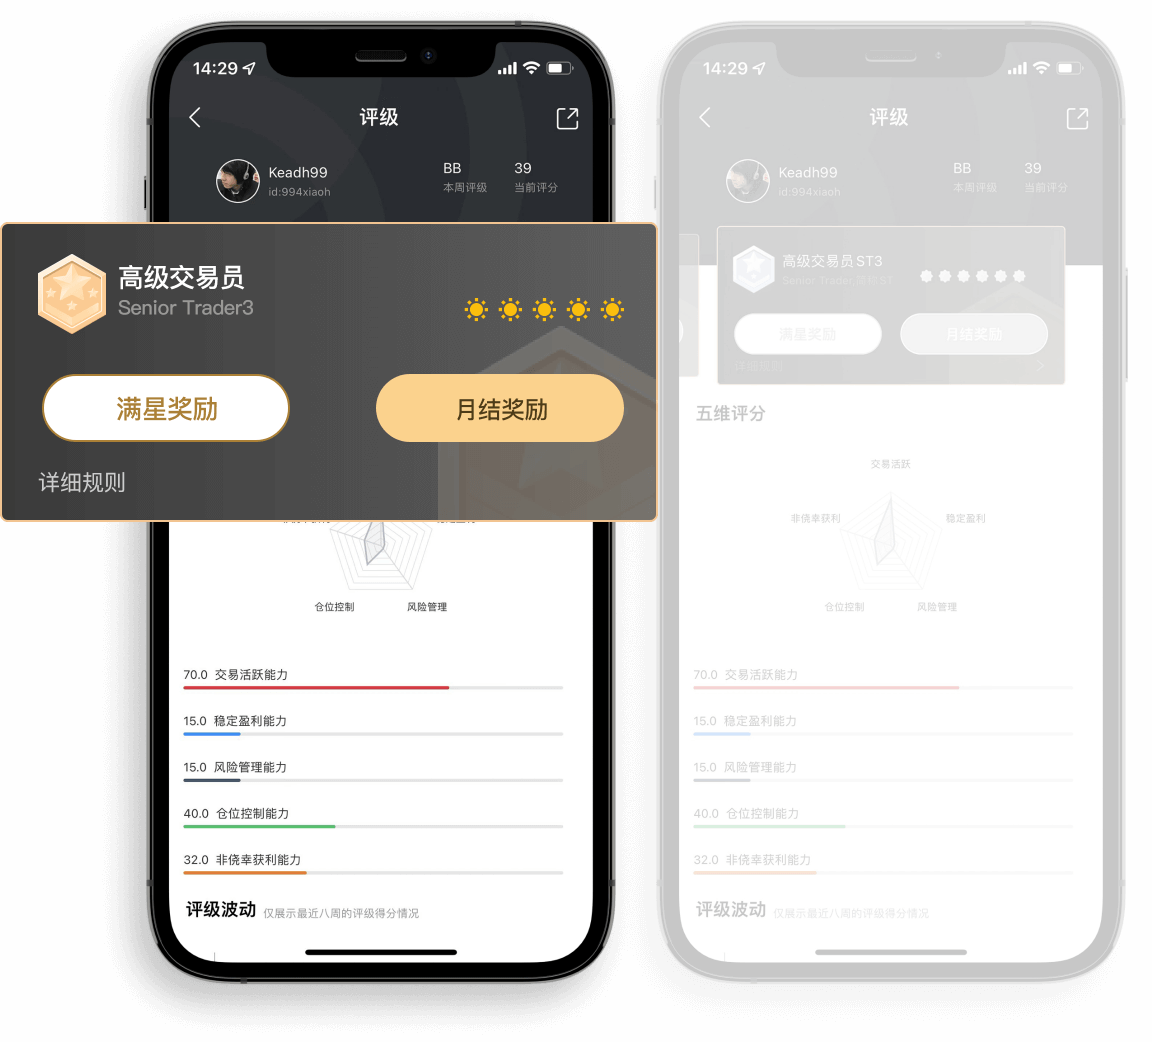 14:29
评级
Keadh99
id:994xiaoh
BB
本周评级
39
当前评分
高级交易员
Senior Trader3
满星奖励
月结奖励
详细规则
仓位控制
风险管理
70.0 交易活跃能力
15.0 稳定盈利能力
15.0 风险管理能力
40.0 仓位控制能力
32.0 非侥幸获利能力
评级波动 仅展示最近八周的评级得分情况
14:29
评级
Keadh99
id:994xiaoh
BB
本周评级
39
当前评分
高级交易员ST3
满星奖励
月结奖励
详细规则
五维评分
交易活跃
非侥幸获利
稳定盈利
仓位控制
风险管理
70.0 交易活跃能力
15.0 稳定盈利能力
15.0 风险管理能力
40.0 仓位控制能力
32.0 非侥幸获利能力
评级波动 仅展示最近八周的评级得分情况